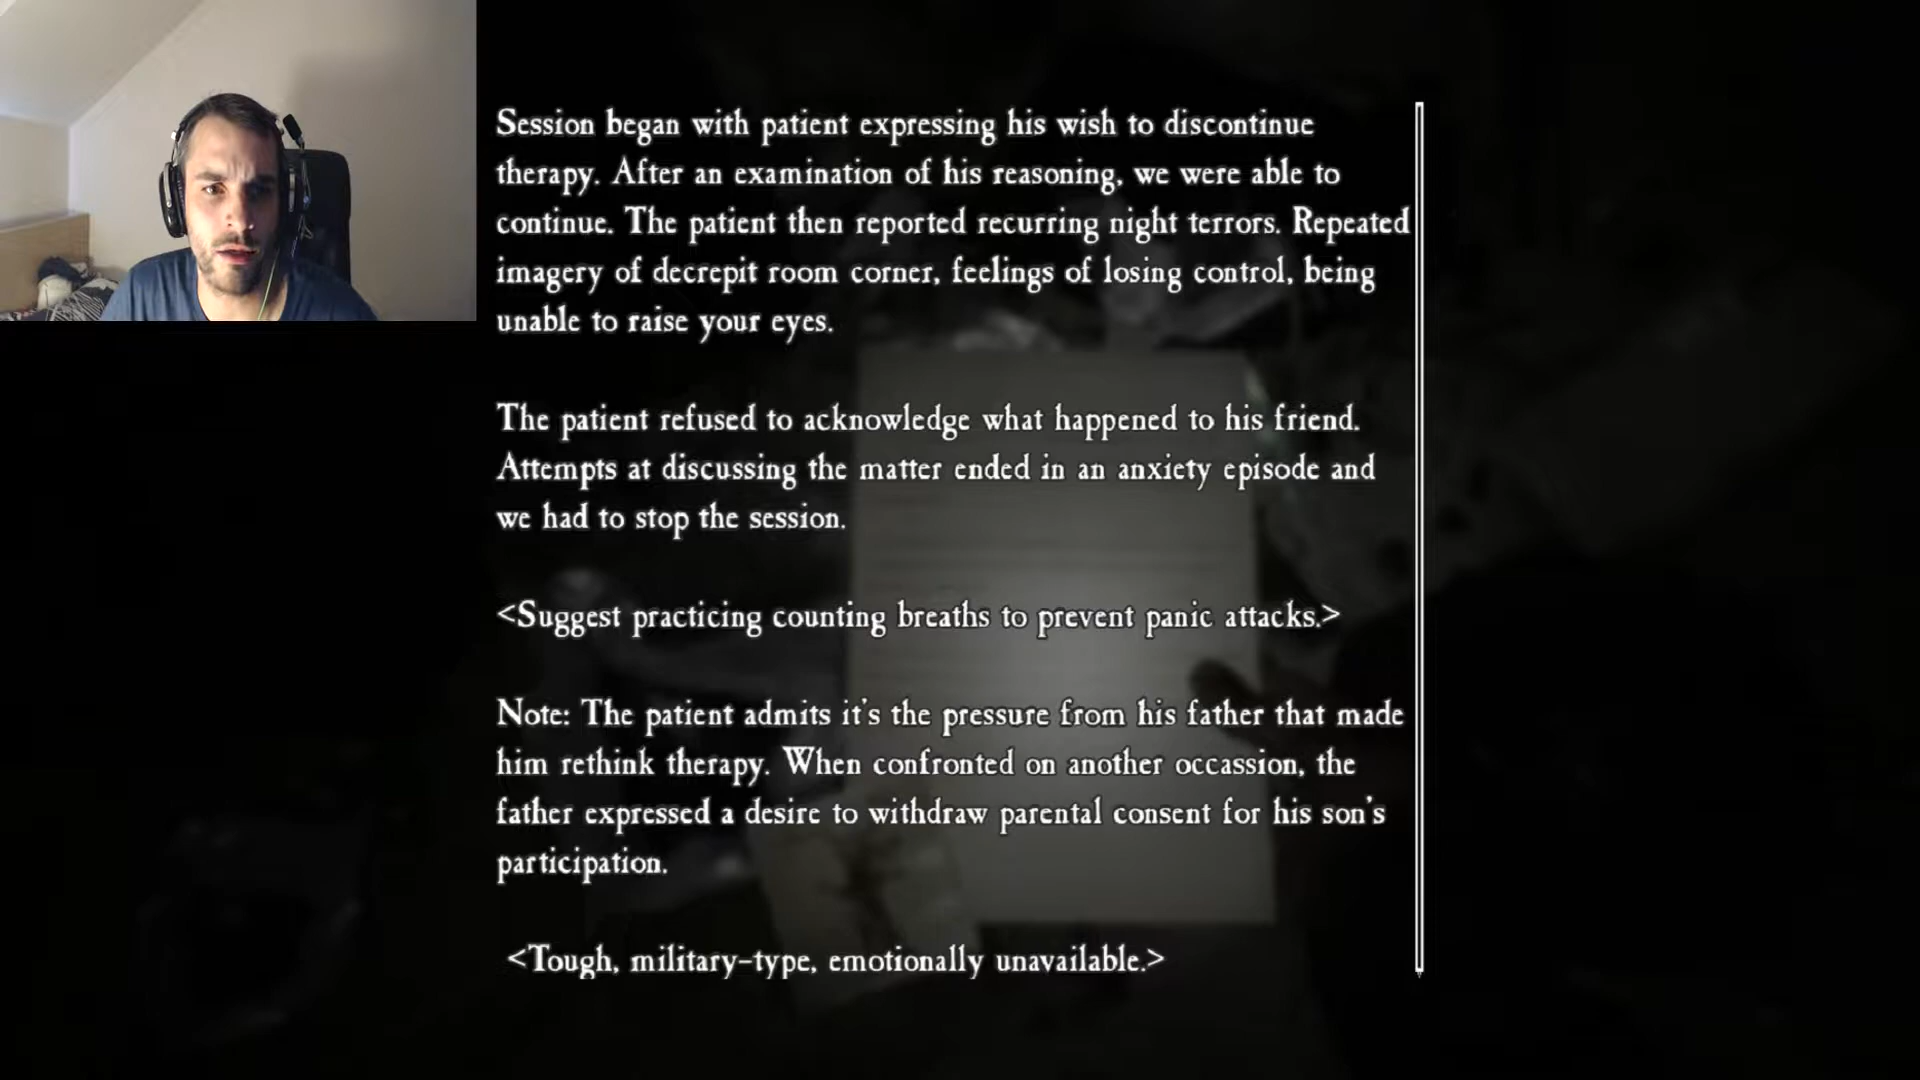 Session began with patient expressing his wish to discontinue
therapy. After an examination of his reasoning, we were able to
continue. The patient then reported recurring night terrors. Repeated
imagery of decrepit room corner, feelings of losing control, being
unable to raise your eyes.
The patient refused to acknowledge what happened to his friend.
Attempts at discussing the matter ended in an anxiety episode and
we had to stop the session.
<Suggest practicing counting breaths to prevent panic attacks.>
Note: The patient admits it's the pressure from his father that made
him rethink therapy. When confronted on another occassion, the
father expressed a desire to withdraw parental consent for his son's
participation.
<Tough, military-type, emotionally unavailable.>